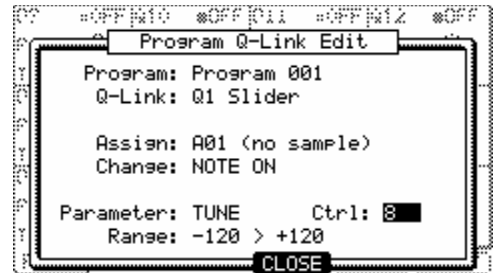 Program Q-Link Edit
Program: Program 001
Q-Link: Q1 Slider
Assign: A01 (no sample)
Change: NOTE ON
Parameter: TUNE Ctrl: 8
Range: -120 > +120
CLOSE